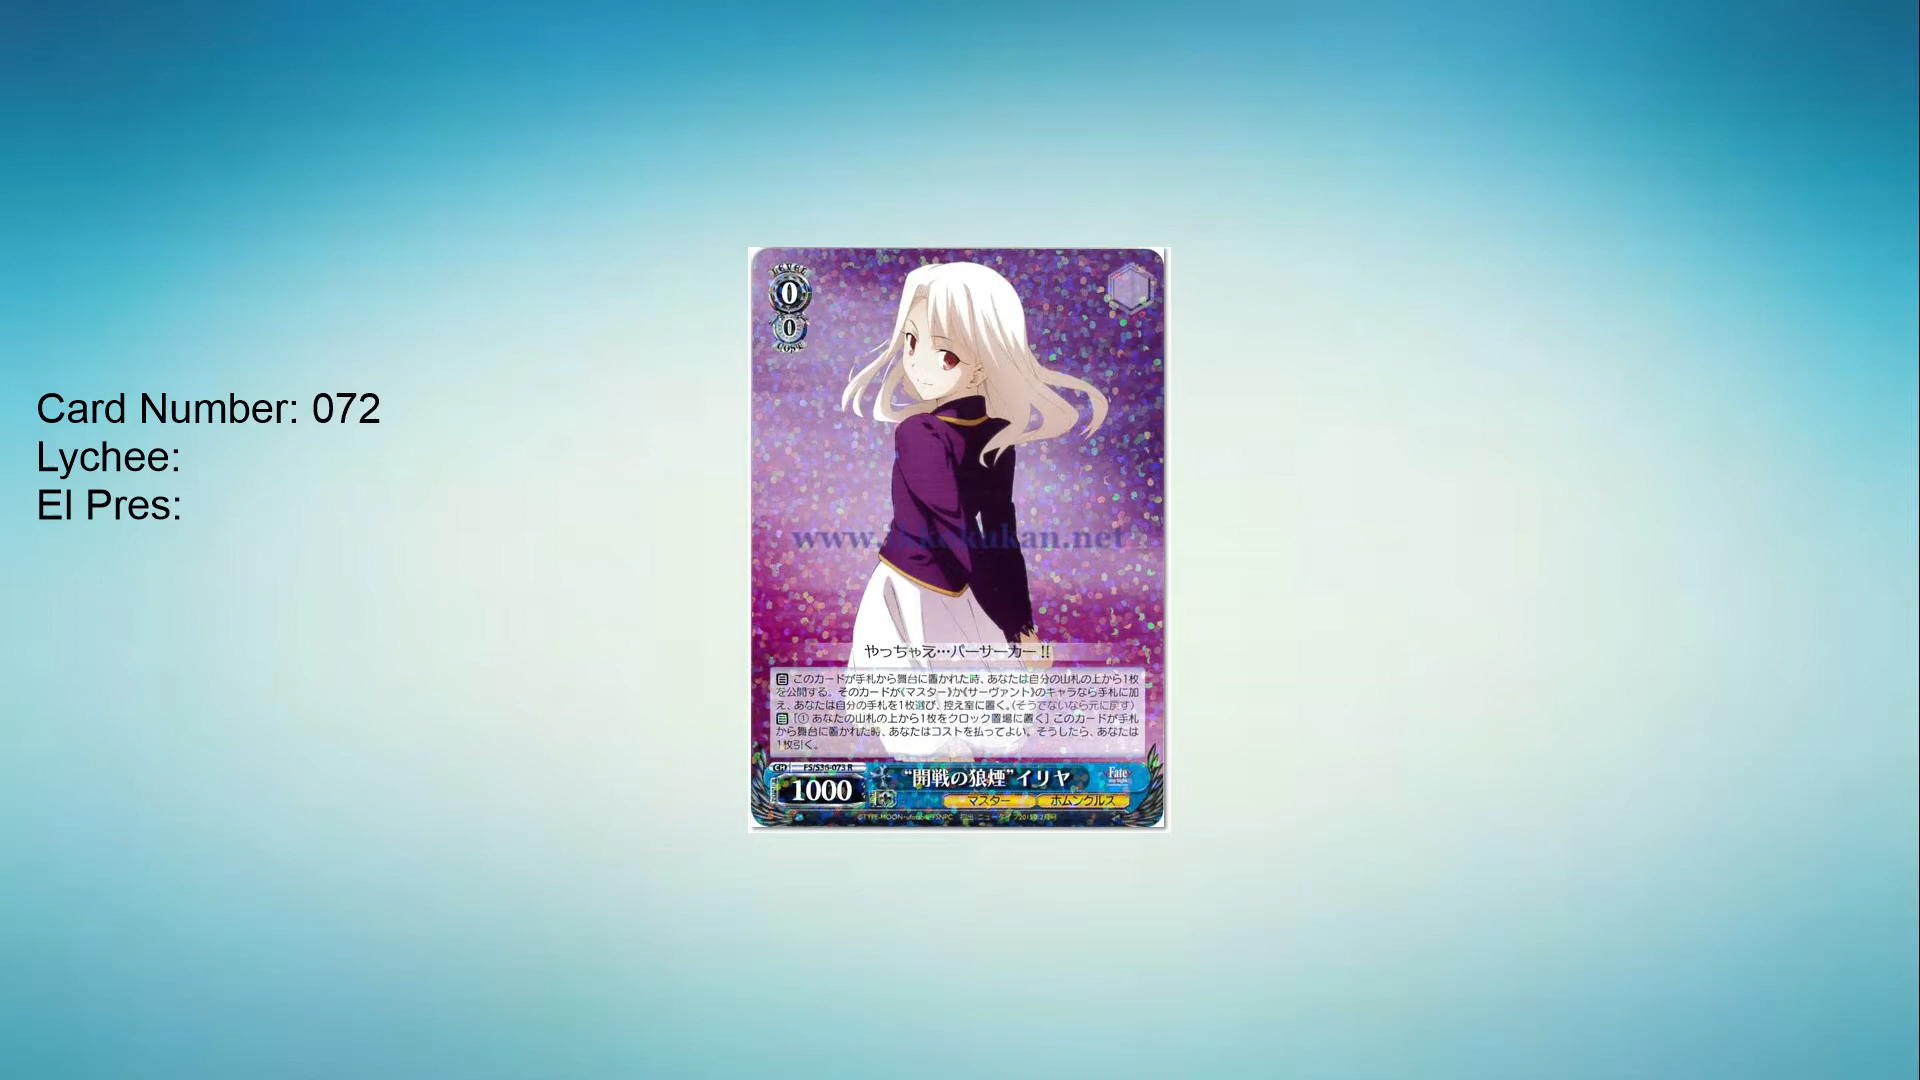 Card Number: 072
Lychee:
El Pres:
LEVEL
0
0
COST
やっちゃえ…バーサーカー!!
このカードが手札から舞台に置かれた時、あなたは自分の山札の上から1枚
を公開する。そのカードが《マスター》か《サーヴァント》のキャラなら手札に加
え、あなたは自分の手札を1枚選び、控え室に置く。(そうでないなら元に戻す)
[① あなたの山札の上から1枚をクロック置場に置く] このカードが手札
から舞台に置かれた時、あなたはコストを払ってよい。そうしたら、あなたは
1枚引く。
CH FS/S36-073 R
1000
“開戦の狼煙”イリヤ
Fate
マスター
ホムンクルス